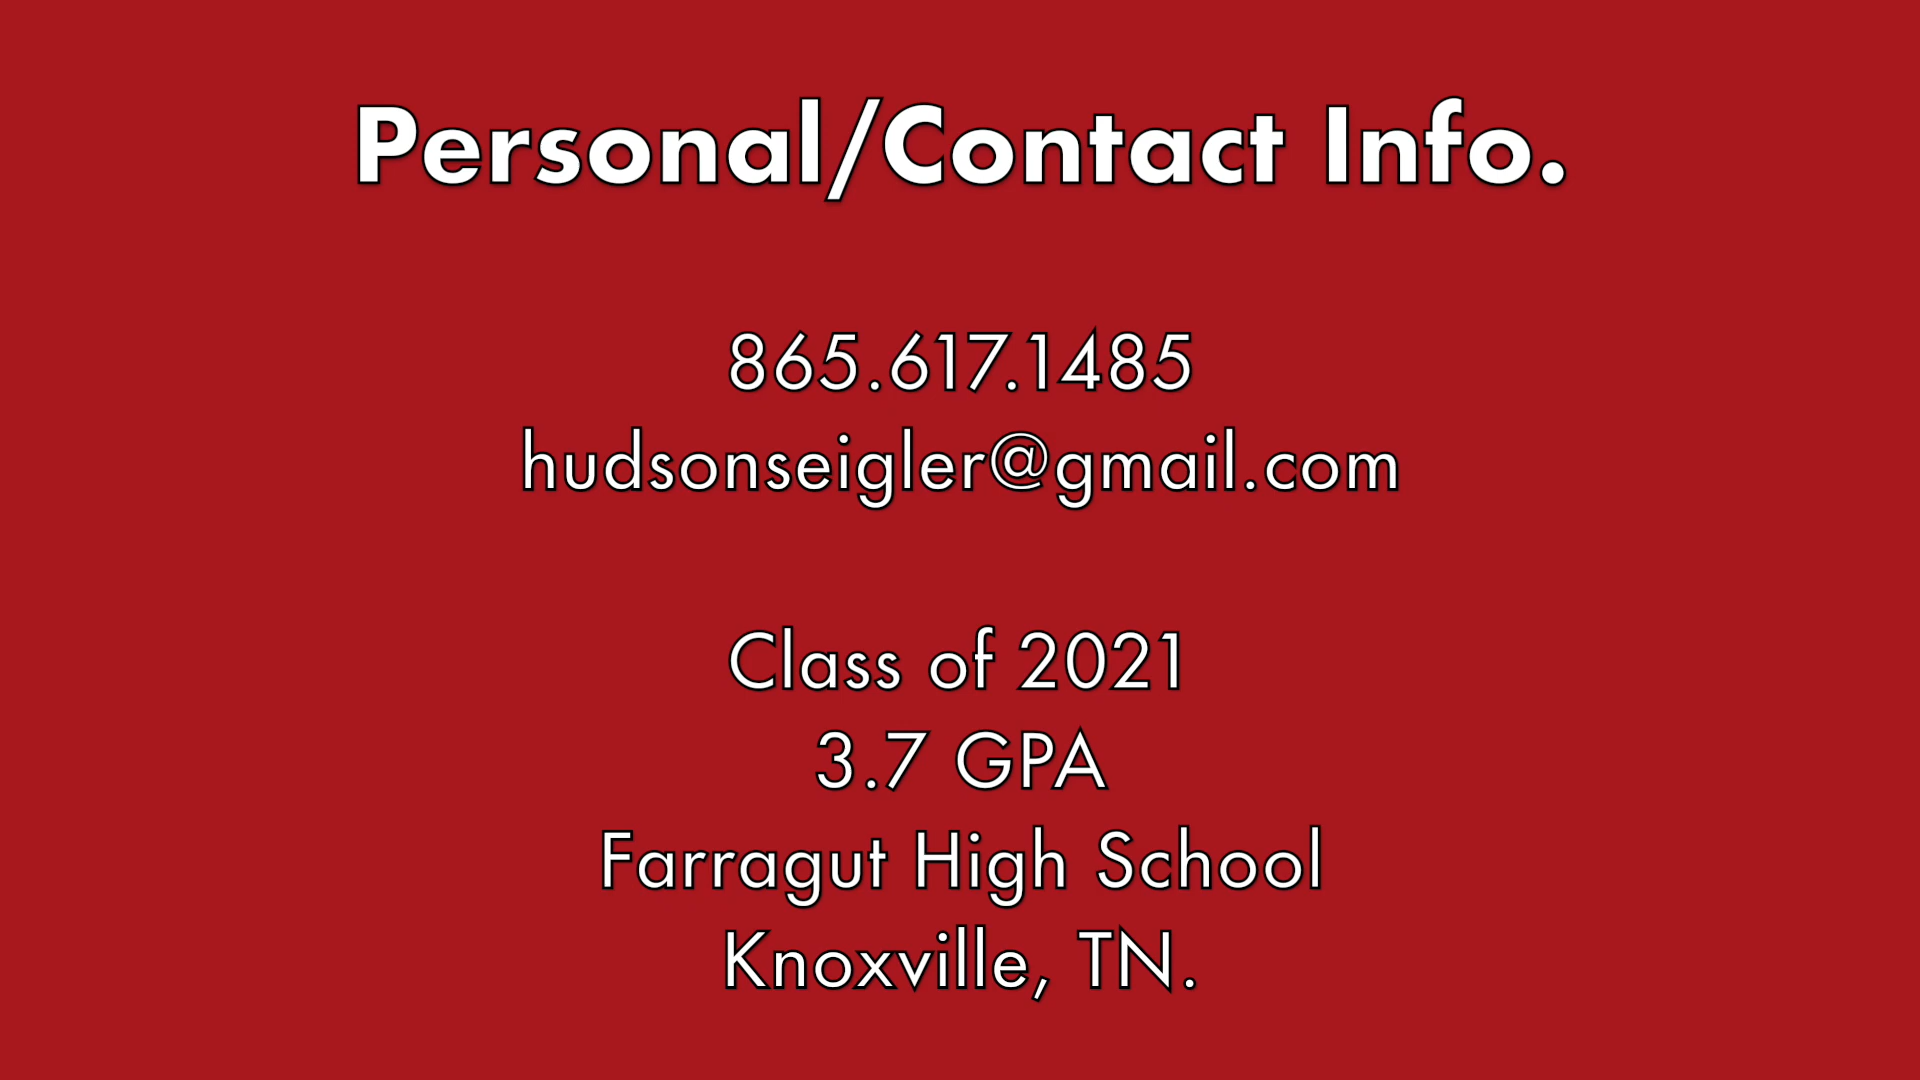 Personal/Contact Info.
865.617.1485
hudsonseigler@gmail.com
Class of 2021
3.7 GPA
Farragut High School
Knoxville, TN.